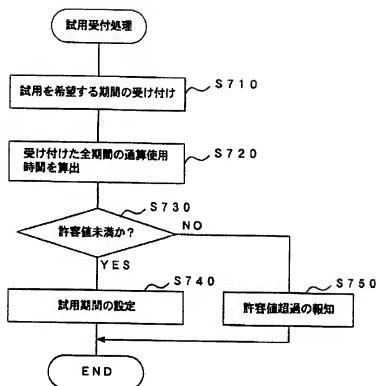 試用受付処理
試用を希望する期間の受け付け
S710
受け付けた全期間の通算使用
時間を算出
S720
許容値未満か？
S730
NO
YES
試用期間の設定
S740
許容値超過の報知
S750
END